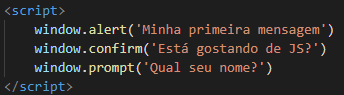 <script>
window.alert('Minha primeira mensagem')
window.confirm('Está gostando de JS?')
window.prompt('Qual seu nome?')
</script>